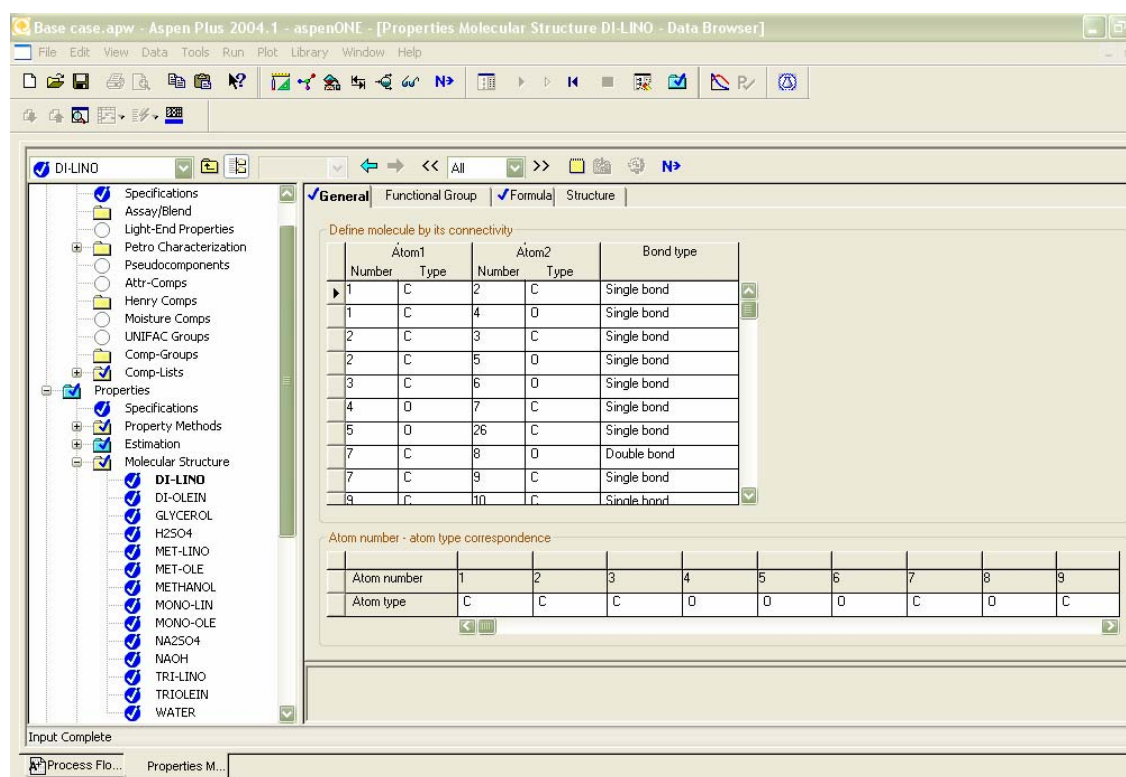 Base case.apw - Aspen Plus 2004.1 - aspenONE - [Properties Molecular Structure DI-LINO - Data Browser]
File Edit View Data Tools Run Plot Library Window Help
N>
DI-LINO << All >> N>
Specifications
Assay/Blend
Light-End Properties
Petro Characterization
Pseudocomponents
Attr-Comps
Henry Comps
Moisture Comps
UNIFAC Groups
Comp-Groups
Comp-Lists
Properties
Specifications
Property Methods
Estimation
Molecular Structure
DI-LINO
DI-OLEIN
GLYCEROL
H2SO4
MET-LINO
MET-OLE
METHANOL
MONO-LIN
MONO-OLE
NA2SO4
NAOH
TRI-LINO
TRIOLEIN
WATER
General Functional Group Formula Structure
Define molecule by its connectivity
Atom1 Atom2 Bond type
Number Type Number Type
1 C 2 C Single bond
1 C 4 O Single bond
2 C 3 C Single bond
2 C 5 O Single bond
3 C 6 O Single bond
4 O 7 C Single bond
5 O 26 C Single bond
7 C 8 O Double bond
7 C 9 C Single bond
9 C 10 C Single bond
Atom number - atom type correspondence
Atom number 1 2 3 4 5 6 7 8 9
Atom type C C C O O O C O C
Input Complete
Process Flo... Properties M...